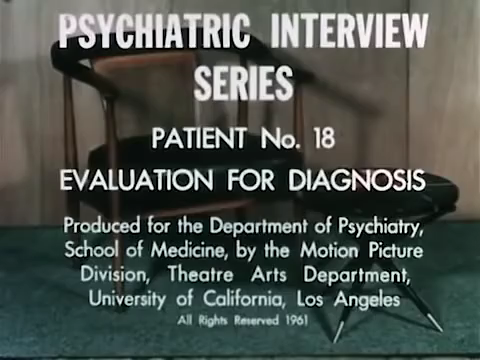 PSYCHIATRIC INTERVIEW
SERIES
PATIENT No. 18
EVALUATION FOR DIAGNOSIS
Produced for the Department of Psychiatry,
School of Medicine, by the Motion Picture
Division, Theatre Arts Department,
University of California, Los Angeles
All Rights Reserved 1961